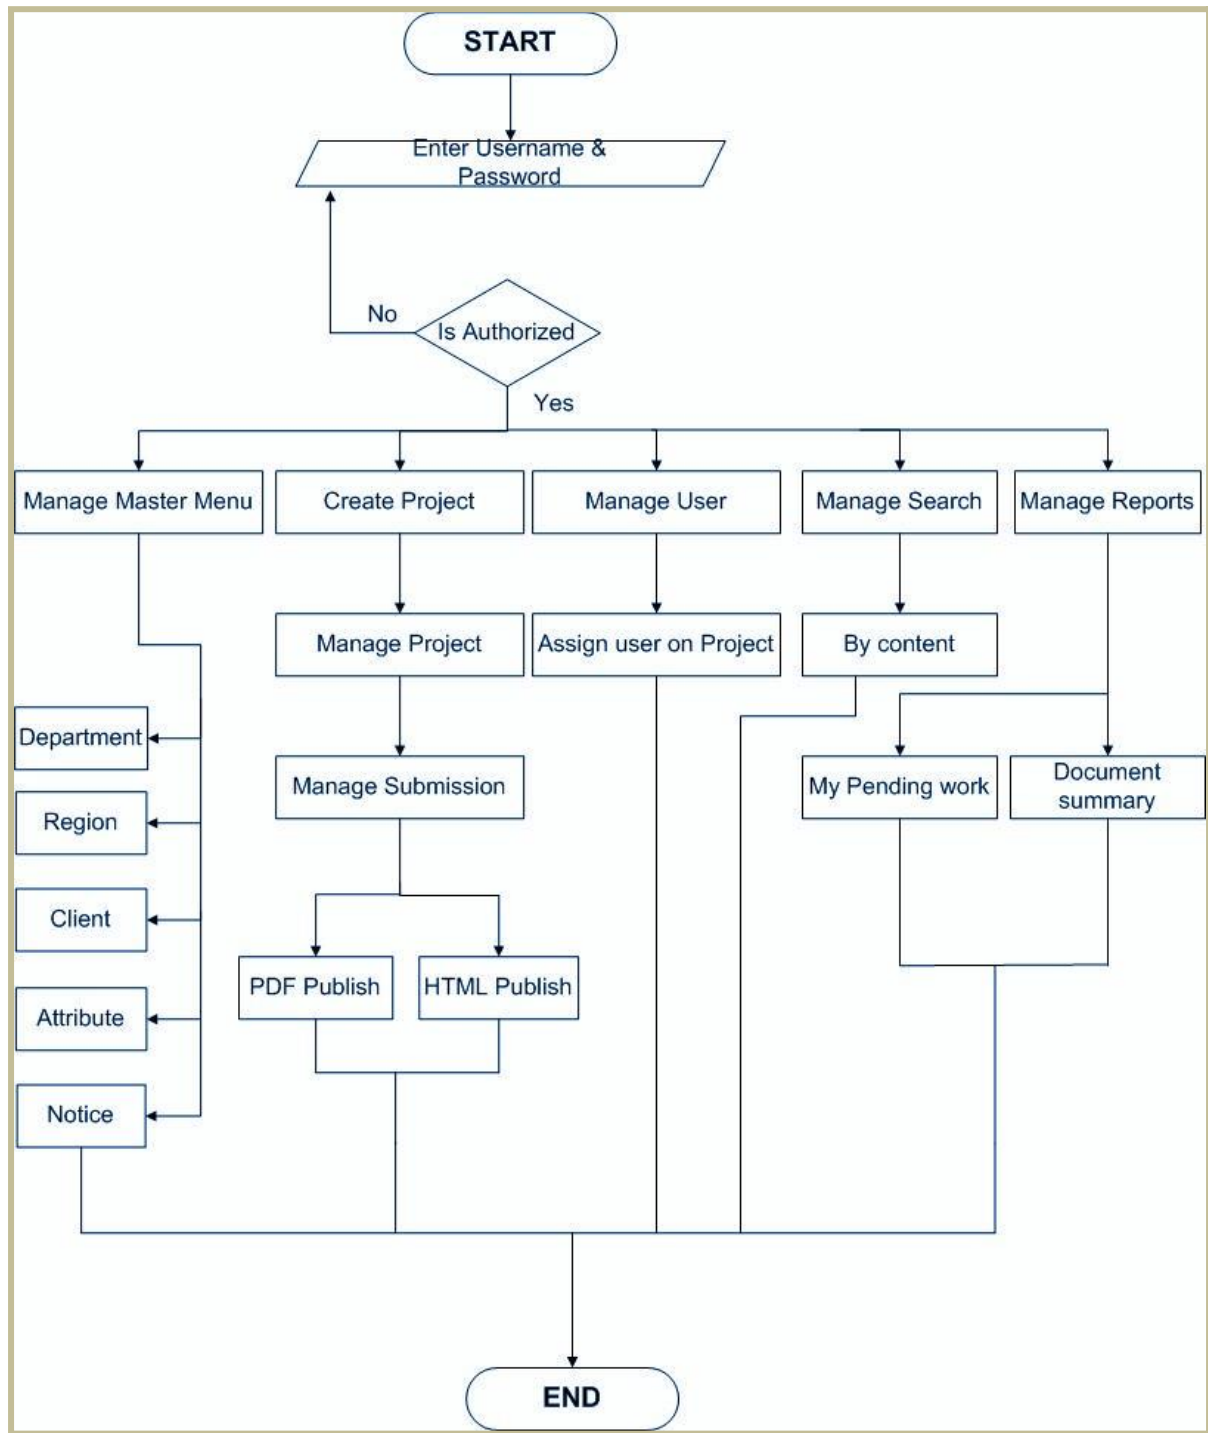 START
Enter Username &
Password
No
Is Authorized
Yes
Manage Master Menu
Create Project
Manage User
Manage Search
Manage Reports
Manage Project
Assign user on Project
By content
Department
Manage Submission
My Pending work
Document
summary
Region
Client
PDF Publish
HTML Publish
Attribute
Notice
END